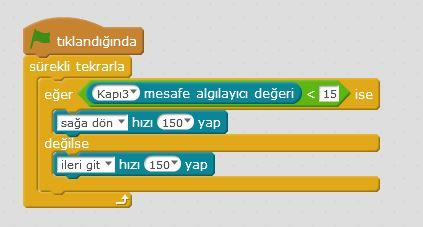 tıklandığında
sürekli tekrarla
eğer Kapı3 mesafe algılayıcı değeri < 15 ise
sağa dön hızı 150 yap
değilse
ileri git hızı 150 yap